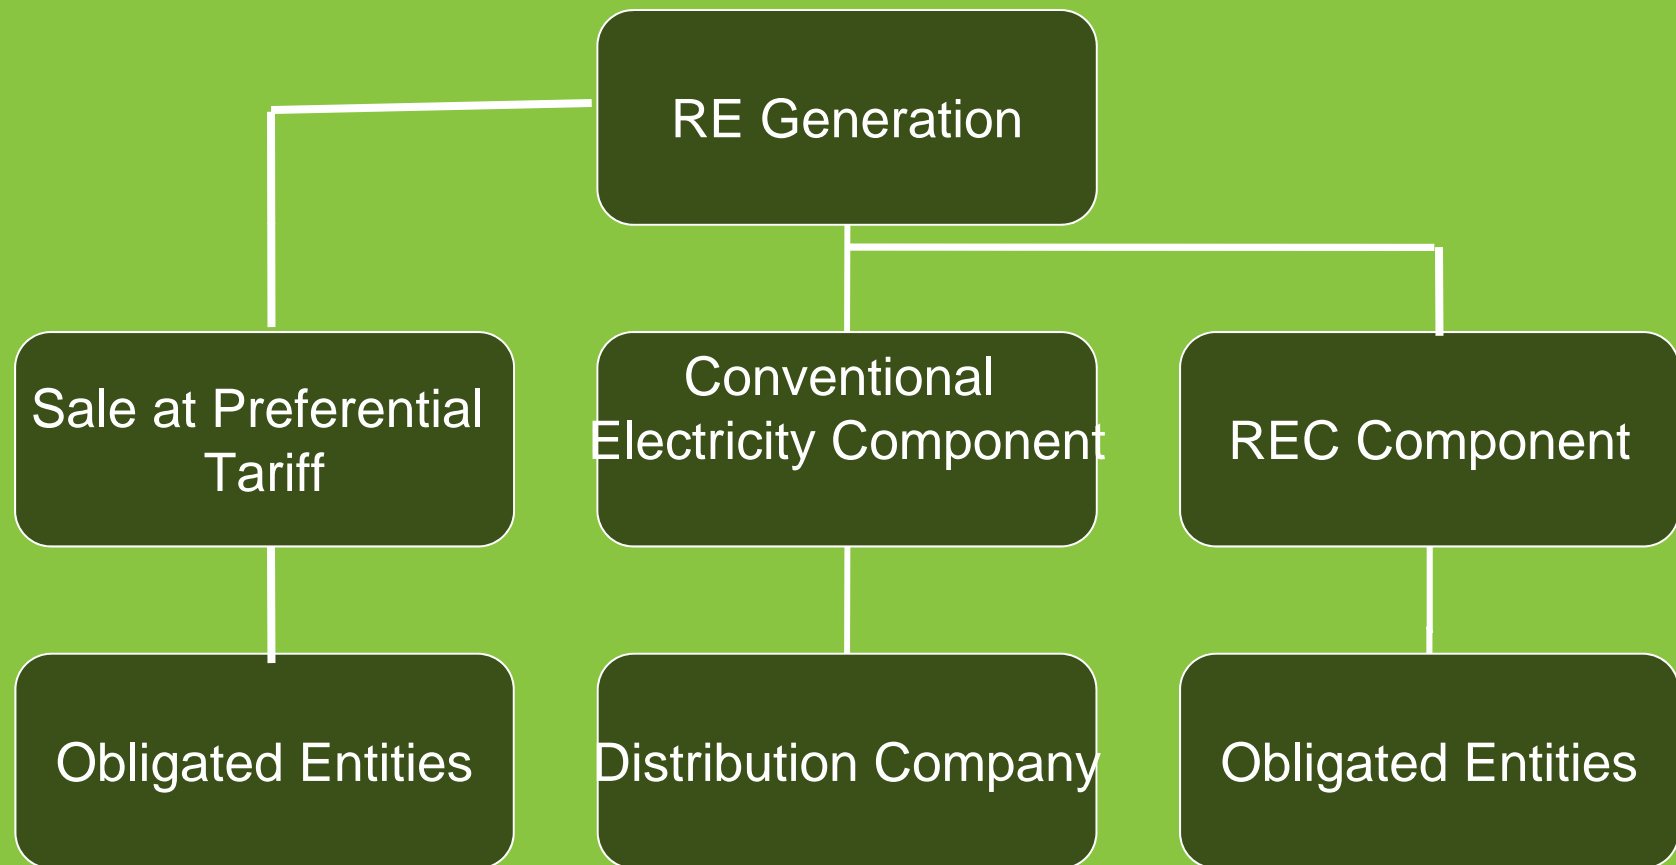 RE Generation
Sale at Preferential
Tariff
Conventional
Electricity Component
REC Component
Obligated Entities
Distribution Company
Obligated Entities